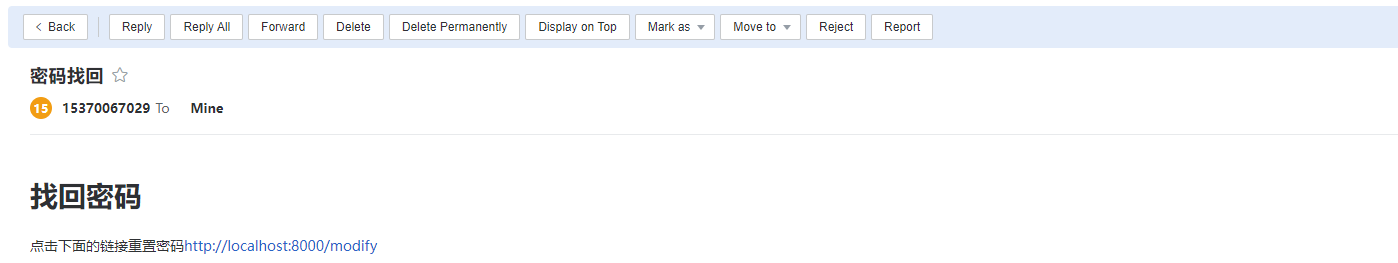 Back Reply Reply All Forward Delete Delete Permanently Display on Top Mark as Move to Reject Report
密码找回
15 15370067029 To Mine
找回密码
点击下面的链接重置密码http://localhost:8000/modify